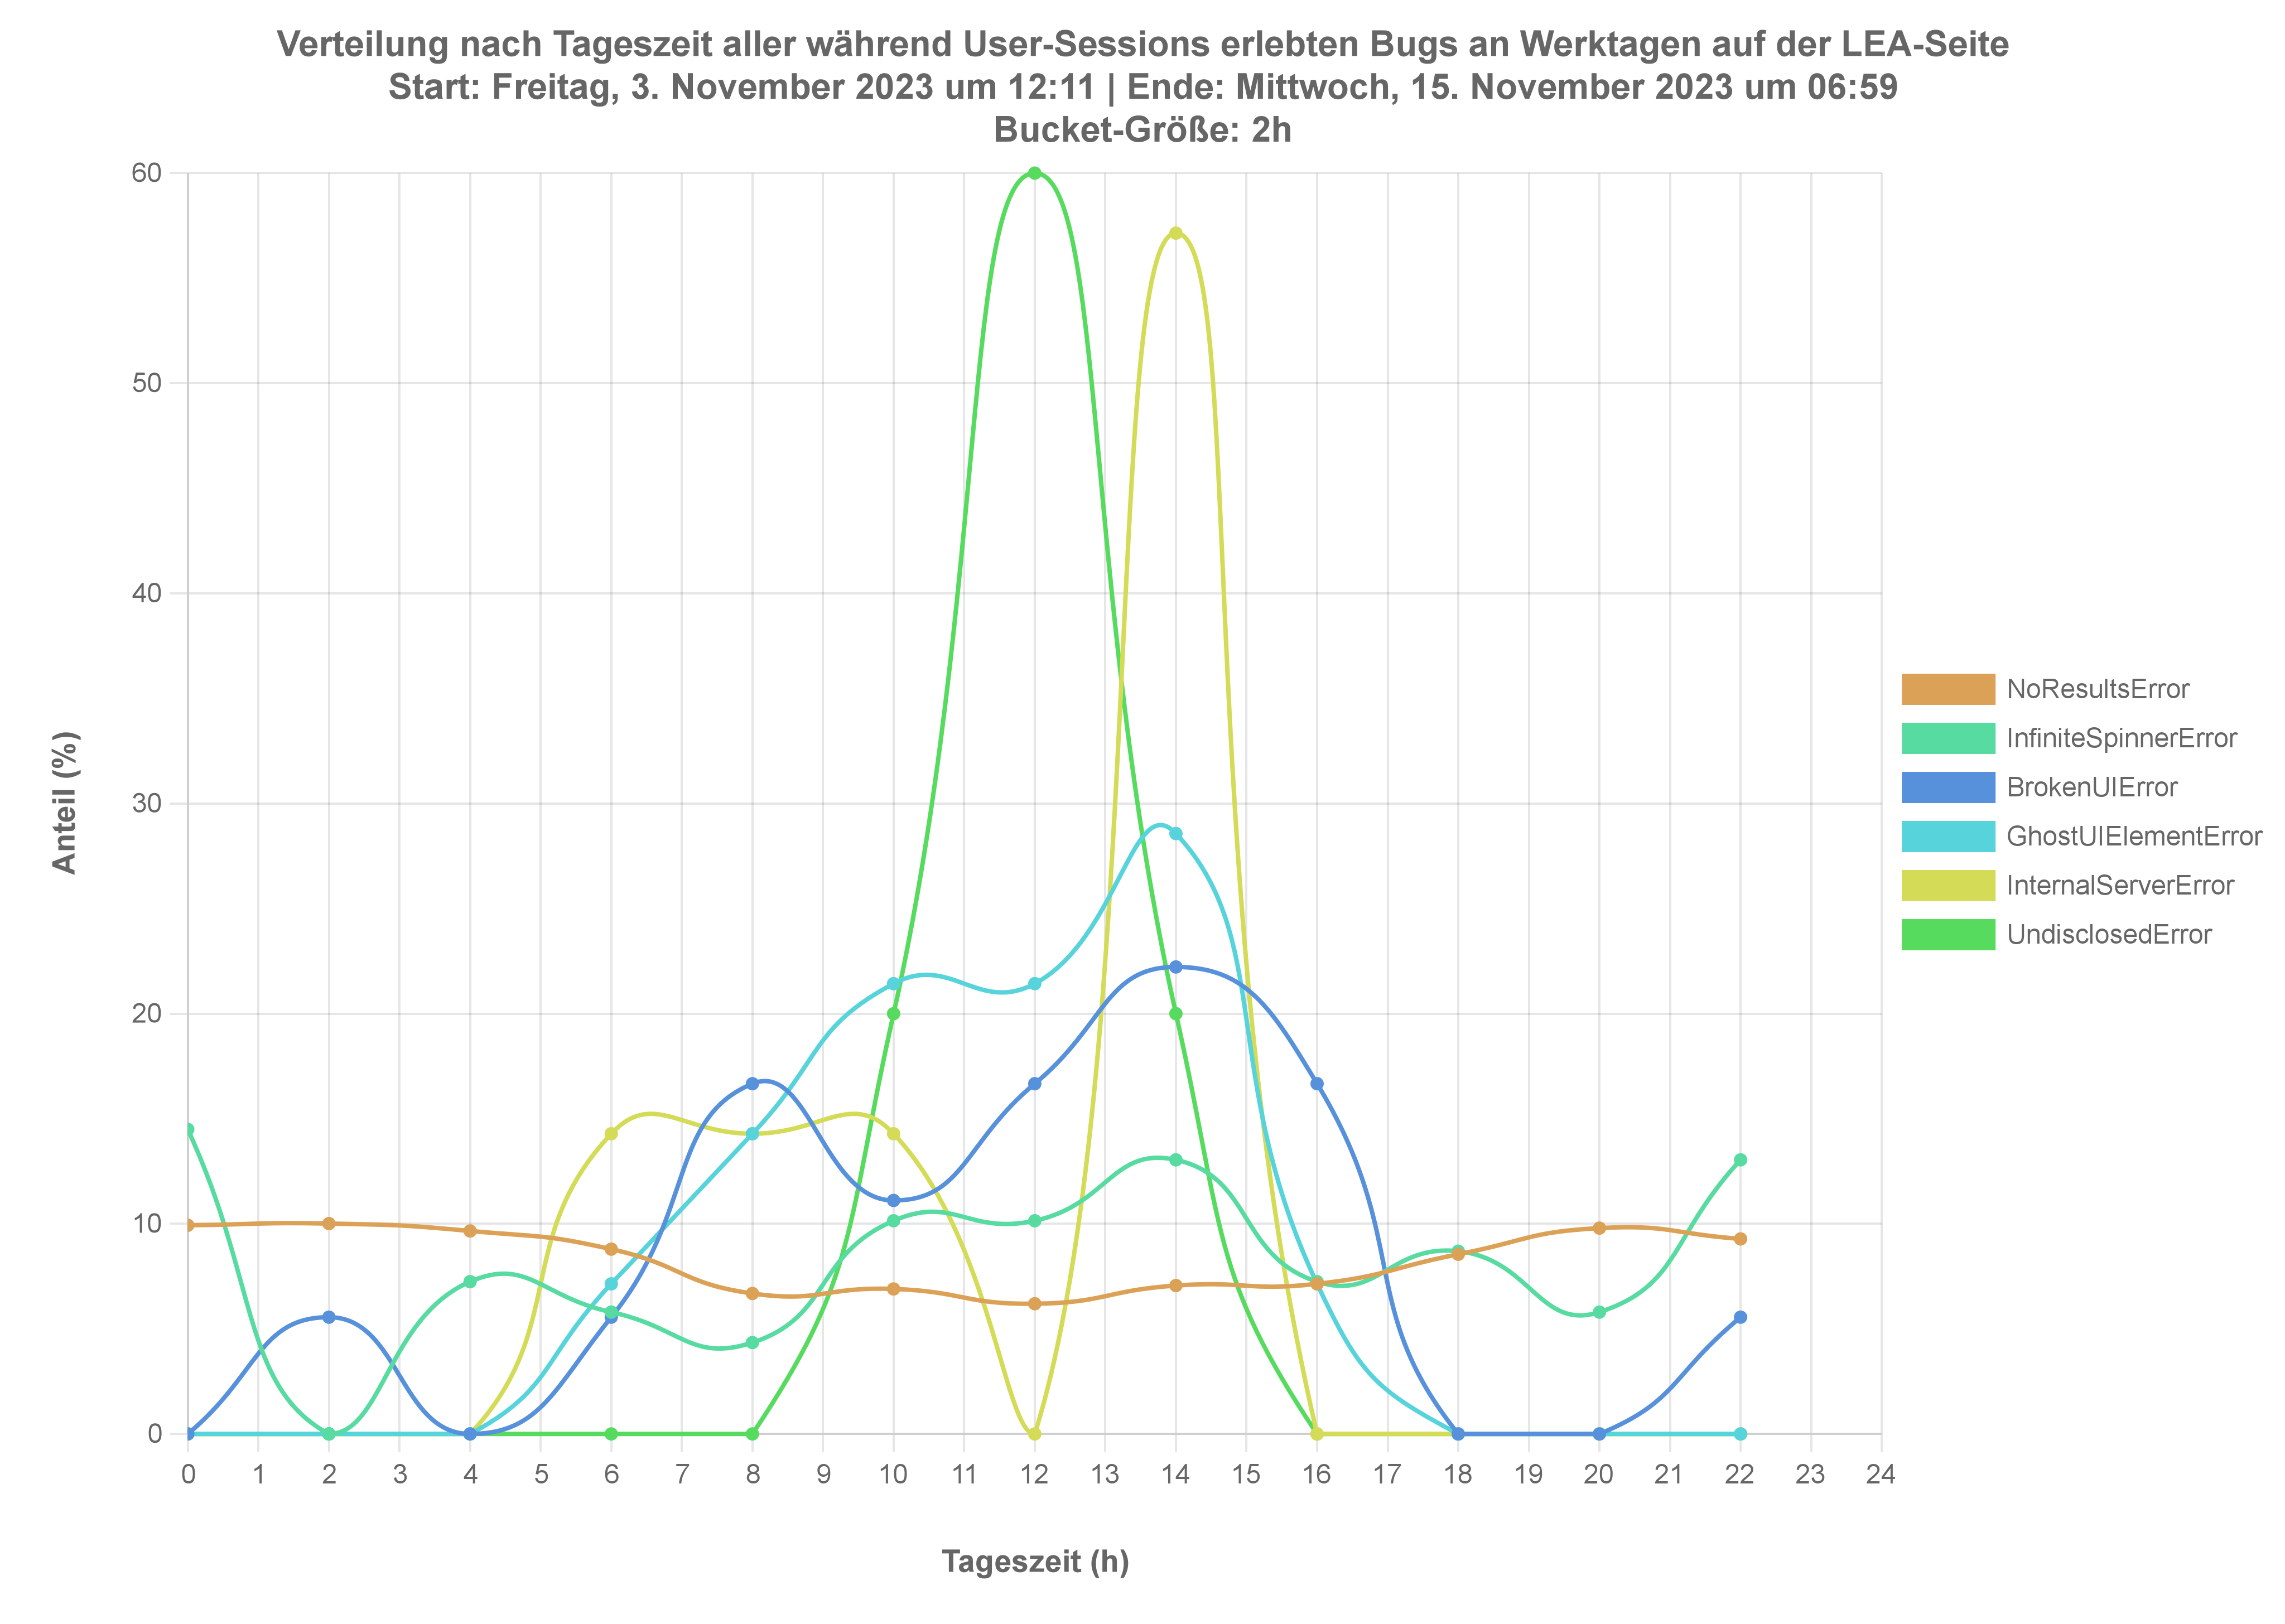 Verteilung nach Tageszeit aller während User-Sessions erlebten Bugs an Werktagen auf der LEA-Seite
Start: Freitag, 3. November 2023 um 12:11 | Ende: Mittwoch, 15. November 2023 um 06:59
Bucket-Größe: 2h
60
50
40
30
20
10
0
Anteil (%)
0 1 2 3 4 5 6 7 8 9 10 11 12 13 14 15 16 17 18 19 20 21 22 23 24
Tageszeit (h)
NoResultsError
InfiniteSpinnerError
BrokenUIError
GhostUIElementError
InternalServerError
UndisclosedError